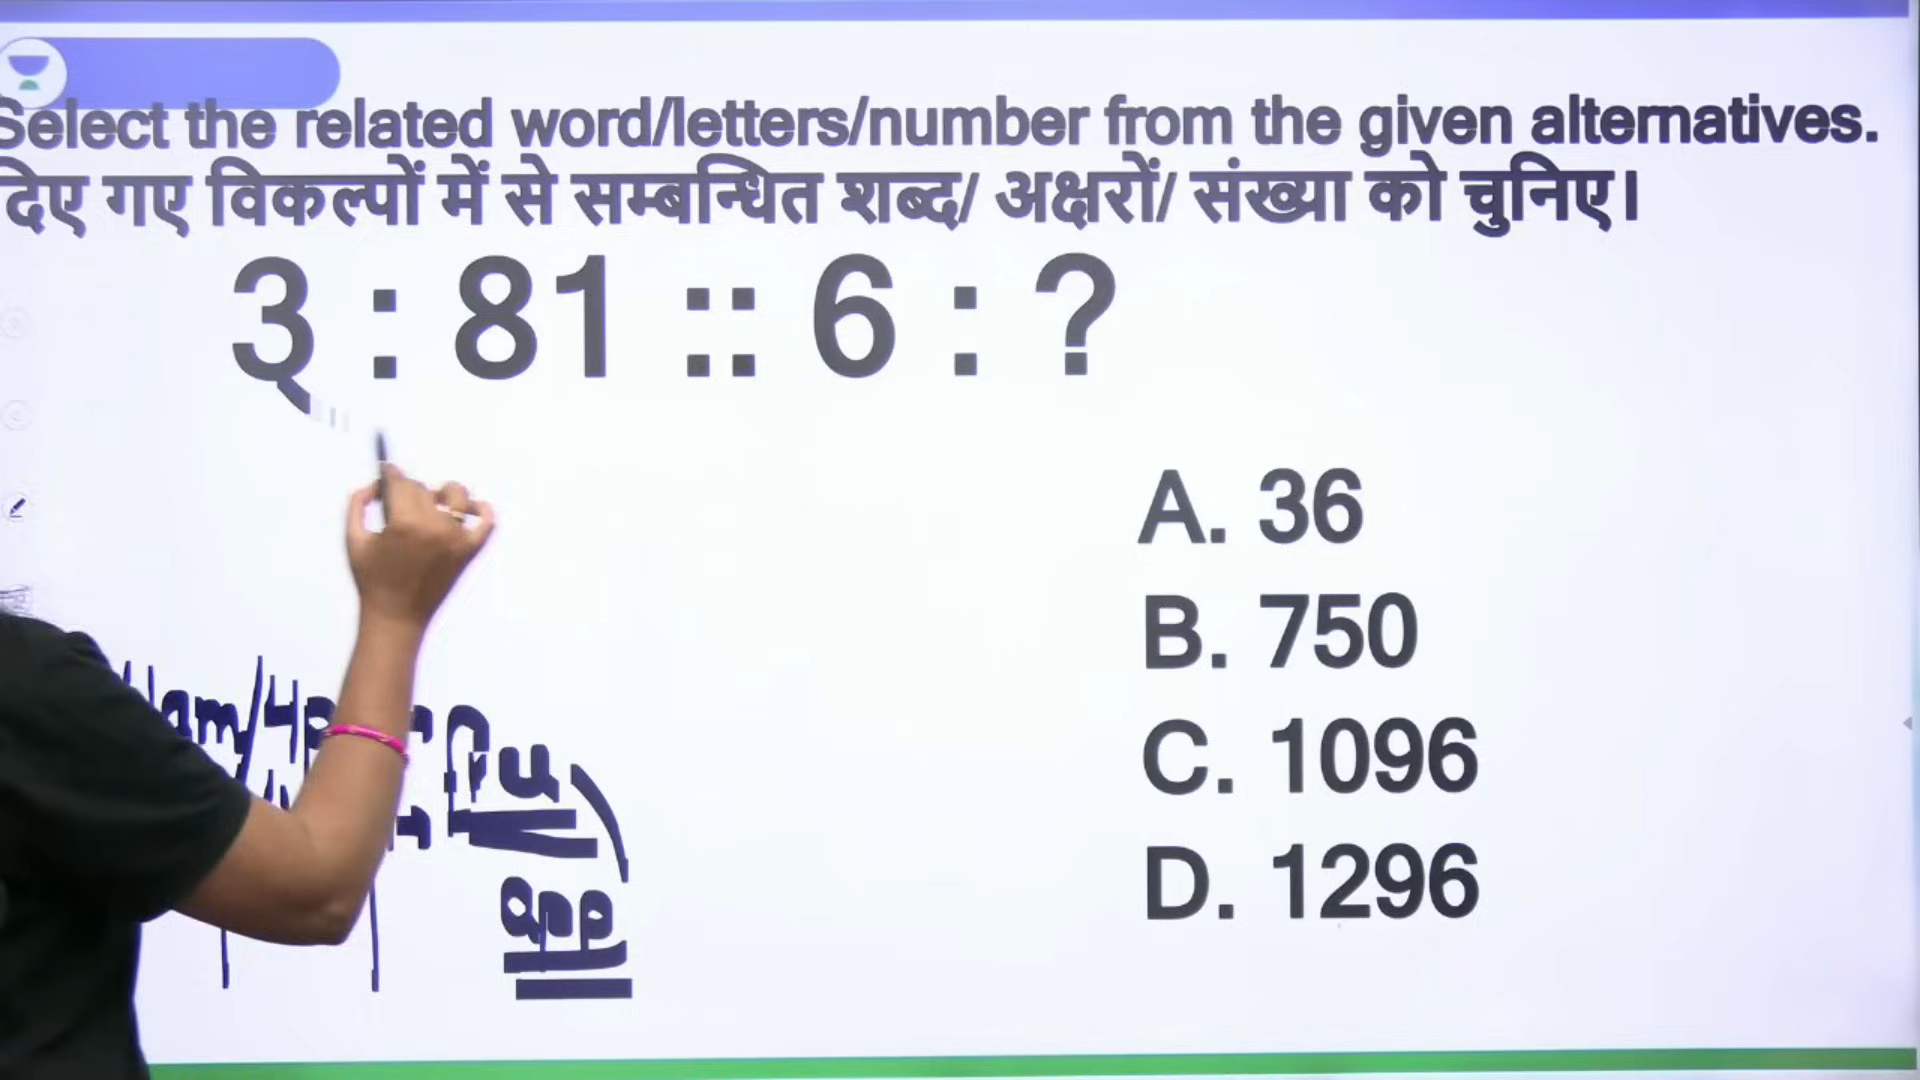 Select the related word/letters/number from the given alternatives.
दिए गए विकल्पों में से सम्बन्धित शब्द/ अक्षरों/ संख्या को चुनिए।
3 : 81 :: 6 : ?
A. 36
B. 750
C. 1096
D. 1296